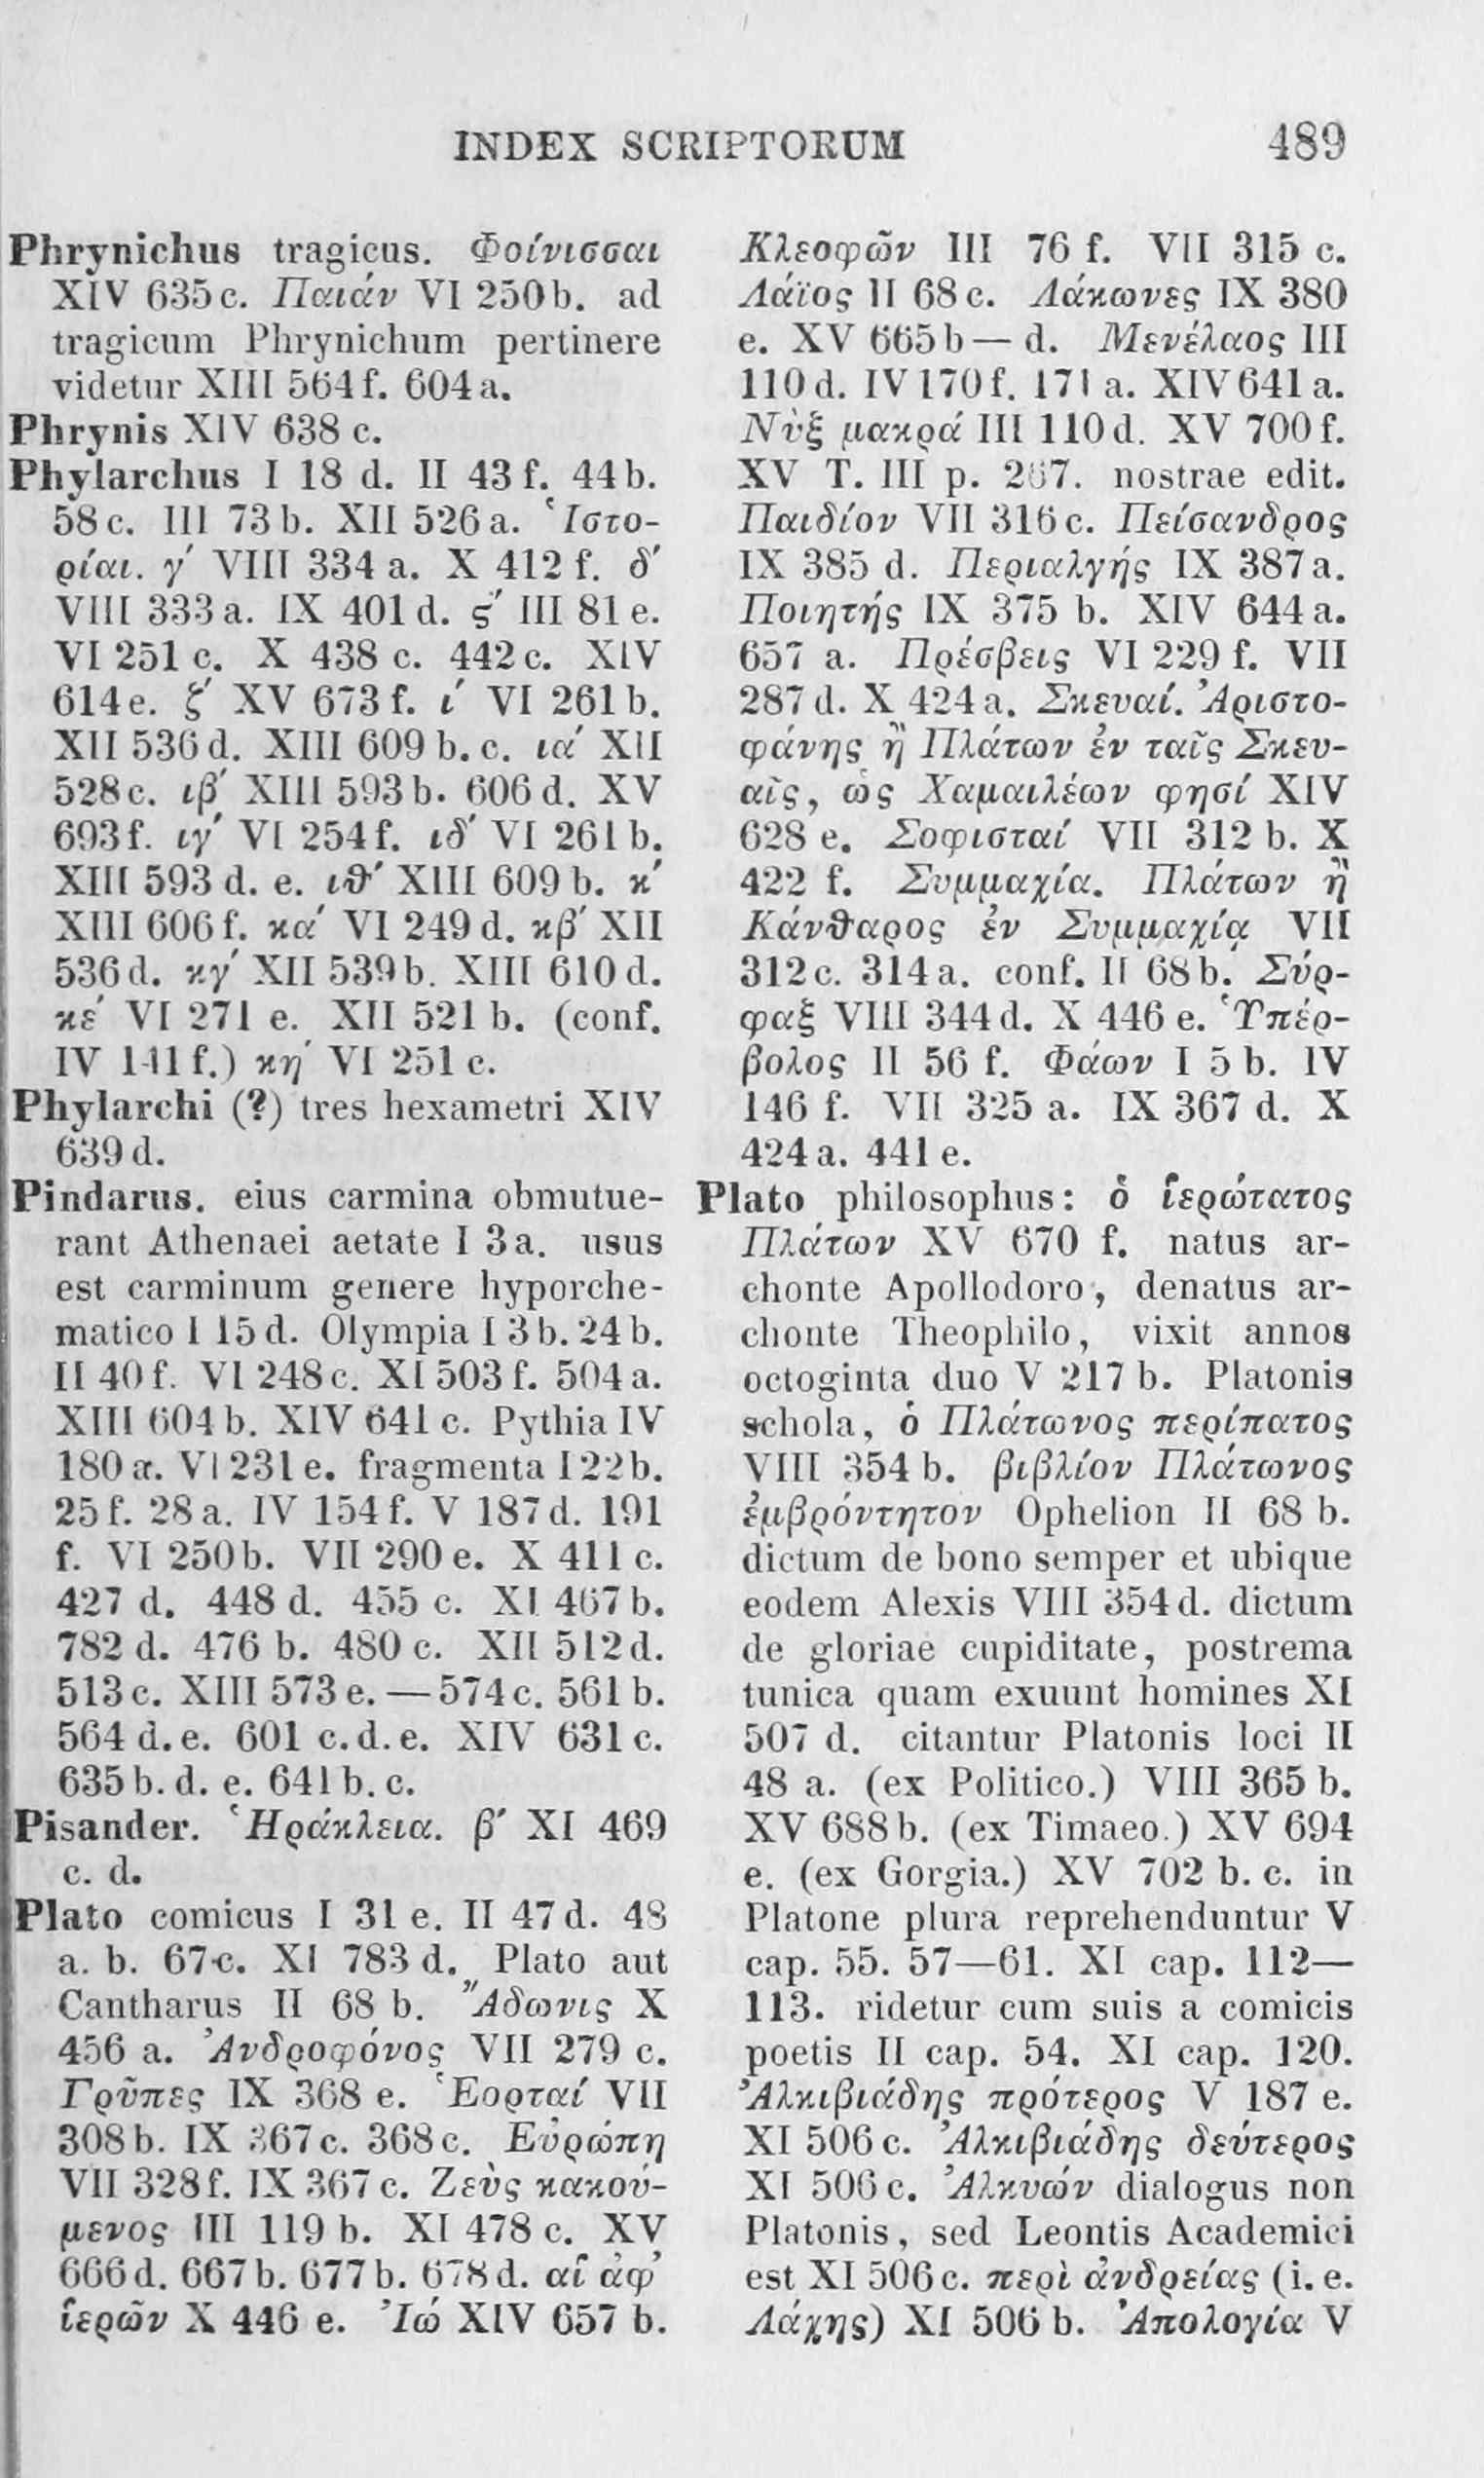 INDEX SCRIPTORUM 489
Phrynichus tragicus. Φοίνισσαι
XIV 635 c. Παιάν VI 250 b. ad
tragicum Phrynichum pertinere
videtur XIII 564 f. 604 a.
Phrynis XIV 638 c.
Phylarchus I 18 d. II 43 f. 44 b.
58 c. III 73 b. XII 526 a. Ἱστο-
ρίαι. γ΄ VIII 334 a. X 412 f. δ΄
VIII 333 a. IX 401 d. ς΄ III 81 e.
VI 251 c. X 438 c. 442 c. XIV
614 e. ζ΄ XV 673 f. ι΄ VI 261 b.
XII 536 d. XIII 609 b. c. ια΄ XII
528 c. ιβ΄ XIII 593 b. 606 d. XV
693 f. ιγ΄ VI 254 f. ιδ΄ VI 261 b.
XIII 593 d. e. ιθ΄ XIII 609 b. κ΄
XIII 606 f. κα΄ VI 249 d. κβ΄ XII
536 d. κγ΄ XII 539 b. XIII 610 d.
κε΄ VI 271 e. XII 521 b. (conf.
IV 141 f.) κη΄ VI 251 c.
Phylarchi (?) tres hexametri XIV
639 d.
Pindarus. eius carmina obmutue-
rant Athenaei aetate I 3 a. usus
est carminum genere hyporche-
matico I 15 d. Olympia I 3 b. 24 b.
II 40 f. VI 248 c. XI 503 f. 504 a.
XIII 604 b. XIV 641 c. Pythia IV
180 a. VI 231 e. fragmenta I 22 b.
25 f. 28 a. IV 154 f. V 187 d. 191
f. VI 250 b. VII 290 e. X 411 c.
427 d. 448 d. 455 c. XI 467 b.
782 d. 476 b. 480 c. XII 512 d.
513 c. XIII 573 e. — 574 c. 561 b.
564 d. e. 601 c. d. e. XIV 631 c.
635 b. d. e. 641 b. c.
Pisander. Ἡράκλεια. β΄ XI 469
c. d.
Plato comicus I 31 e. II 47 d. 48
a. b. 67 c. XI 783 d. Plato aut
Cantharus II 68 b. Ἄδωνις X
456 a. Ἀνδροφόνος VII 279 c.
Γρῦπες IX 368 e. Ἑορταί VII
308 b. IX 367 c. 368 c. Εὐρώπη
VII 328 f. IX 367 c. Ζεὺς κακού-
μενος III 119 b. XI 478 c. XV
666 d. 667 b. 677 b. 678 d. αἱ ἀφ'
ἱερῶν X 446 e. Ἰώ XIV 657 b.
Κλεοφῶν III 76 f. VII 315 c.
Λάϊος II 68 c. Λάκωνες IX 380
e. XV 665 b — d. Μενέλαος III
110 d. IV 170 f. 171 a. XIV 641 a.
Νὺξ μακρά III 110 d. XV 700 f.
XV T. III p. 267. nostrae edit.
Παιδίον VII 316 c. Πείσανδρος
IX 385 d. Περιαλγής IX 387 a.
Ποιητής IX 375 b. XIV 644 a.
657 a. Πρέσβεις VI 229 f. VII
287 d. X 424 a. Σκευαί. Ἀριστο-
φάνης ἢ Πλάτων ἐν ταῖς Σκευ-
αῖς, ὡς Χαμαιλέων φησί XIV
628 e. Σοφισταί VII 312 b. X
422 f. Συμμαχία. Πλάτων ἢ
Κάνθαρος ἐν Συμμαχίᾳ VII
312 c. 314 a. conf. II 68 b. Σύρ-
φαξ VIII 344 d. X 446 e. Ὑπέρ-
βολος II 56 f. Φάων I 5 b. IV
146 f. VII 325 a. IX 367 d. X
424 a. 441 e.
Plato philosophus: ὁ ἱερώτατος
Πλάτων XV 670 f. natus ar-
chonte Apollodoro, denatus ar-
chonte Theophilo, vixit annos
octoginta duo V 217 b. Platonis
schola, ὁ Πλάτωνος περίπατος
VIII 354 b. βιβλίον Πλάτωνος
ἐμβρόντητον Ophelion II 68 b.
dictum de bono semper et ubique
eodem Alexis VIII 354 d. dictum
de gloriae cupiditate, postrema
tunica quam exuunt homines XI
507 d. citantur Platonis loci II
48 a. (ex Politico.) VIII 365 b.
XV 688 b. (ex Timaeo.) XV 694
e. (ex Gorgia.) XV 702 b. c. in
Platone plura reprehenduntur V
cap. 55. 57—61. XI cap. 112—
113. ridetur cum suis a comicis
poetis II cap. 54. XI cap. 120.
Ἀλκιβιάδης πρότερος V 187 e.
XI 506 c. Ἀλκιβιάδης δεύτερος
XI 506 c. Ἀλκυών dialogus non
Platonis, sed Leontis Academici
est XI 506 c. περὶ ἀνδρείας (i. e.
Λάχης) XI 506 b. Ἀπολογία V